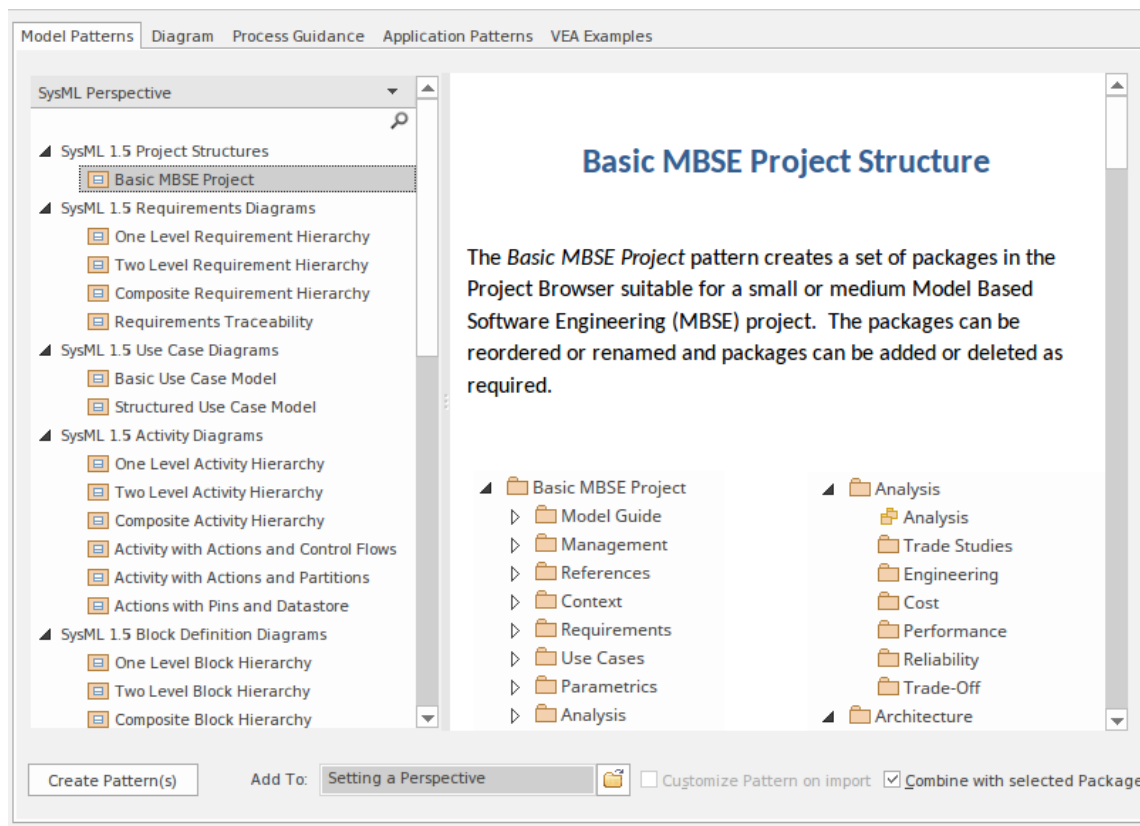 Model Patterns Diagram Process Guidance Application Patterns VEA Examples
SysML Perspective
SysML 1.5 Project Structures
Basic MBSE Project
SysML 1.5 Requirements Diagrams
One Level Requirement Hierarchy
Two Level Requirement Hierarchy
Composite Requirement Hierarchy
Requirements Traceability
SysML 1.5 Use Case Diagrams
Basic Use Case Model
Structured Use Case Model
SysML 1.5 Activity Diagrams
One Level Activity Hierarchy
Two Level Activity Hierarchy
Composite Activity Hierarchy
Activity with Actions and Control Flows
Activity with Actions and Partitions
Actions with Pins and Datastore
SysML 1.5 Block Definition Diagrams
One Level Block Hierarchy
Two Level Block Hierarchy
Composite Block Hierarchy
Basic MBSE Project Structure
The Basic MBSE Project pattern creates a set of packages in the
Project Browser suitable for a small or medium Model Based
Software Engineering (MBSE) project. The packages can be
reordered or renamed and packages can be added or deleted as
required.
Basic MBSE Project
Model Guide
Management
References
Context
Requirements
Use Cases
Parametrics
Analysis
Analysis
Analysis
Trade Studies
Engineering
Cost
Performance
Reliability
Trade-Off
Architecture
Create Pattern(s) Add To: Setting a Perspective Customize Pattern on import Combine with selected Package